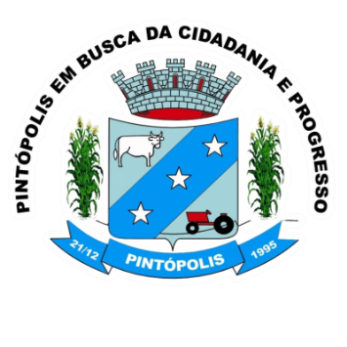 PINTÓPOLIS EM BUSCA DA CIDADANIA E PROGRESSO
21/12
PINTÓPOLIS
1995